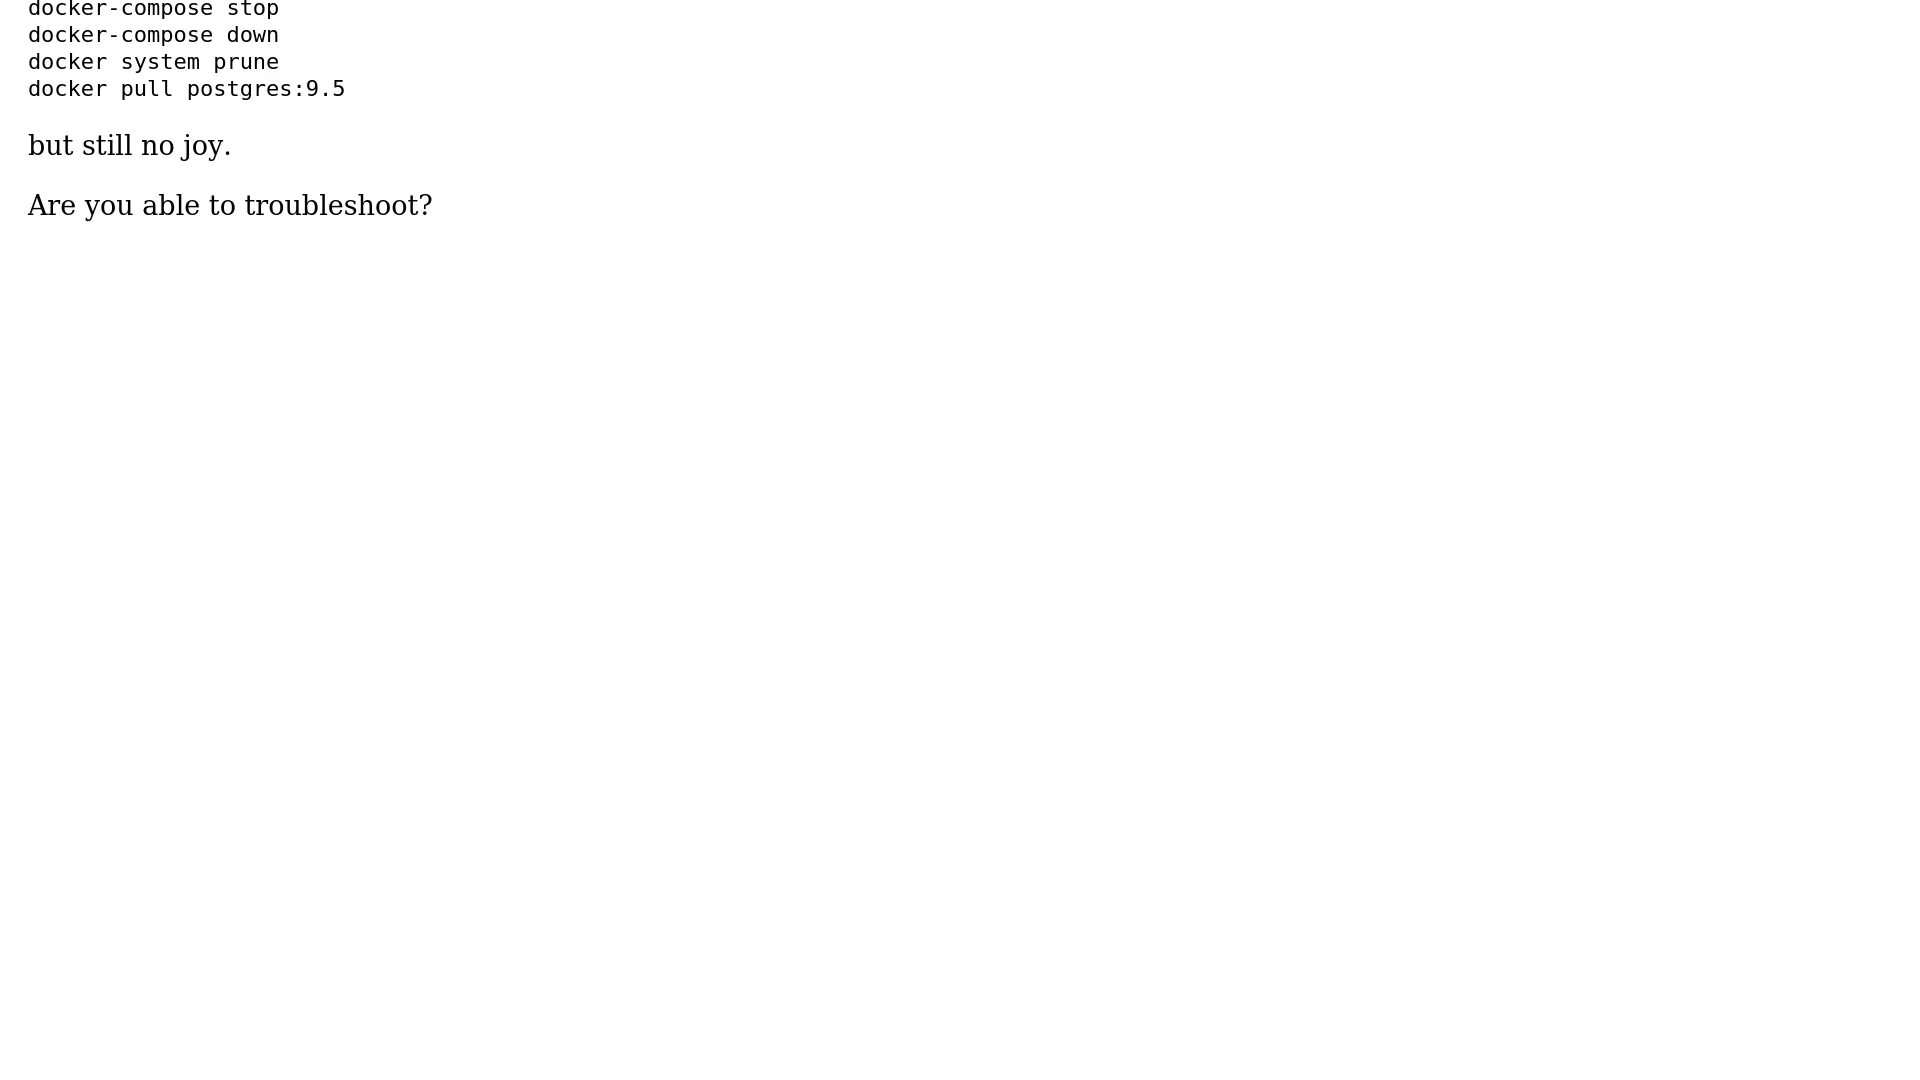 docker-compose stop
docker-compose down
docker system prune
docker pull postgres:9.5
but still no joy.
Are you able to troubleshoot?